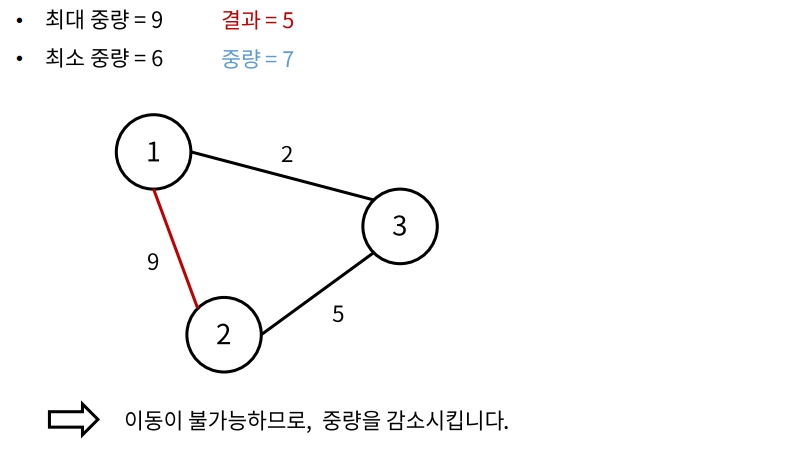 • 최대 중량 = 9 결과 = 5
• 최소 중량 = 6 중량 = 7
1
2
3
9
5
2
이동이 불가능하므로, 중량을 감소시킵니다.